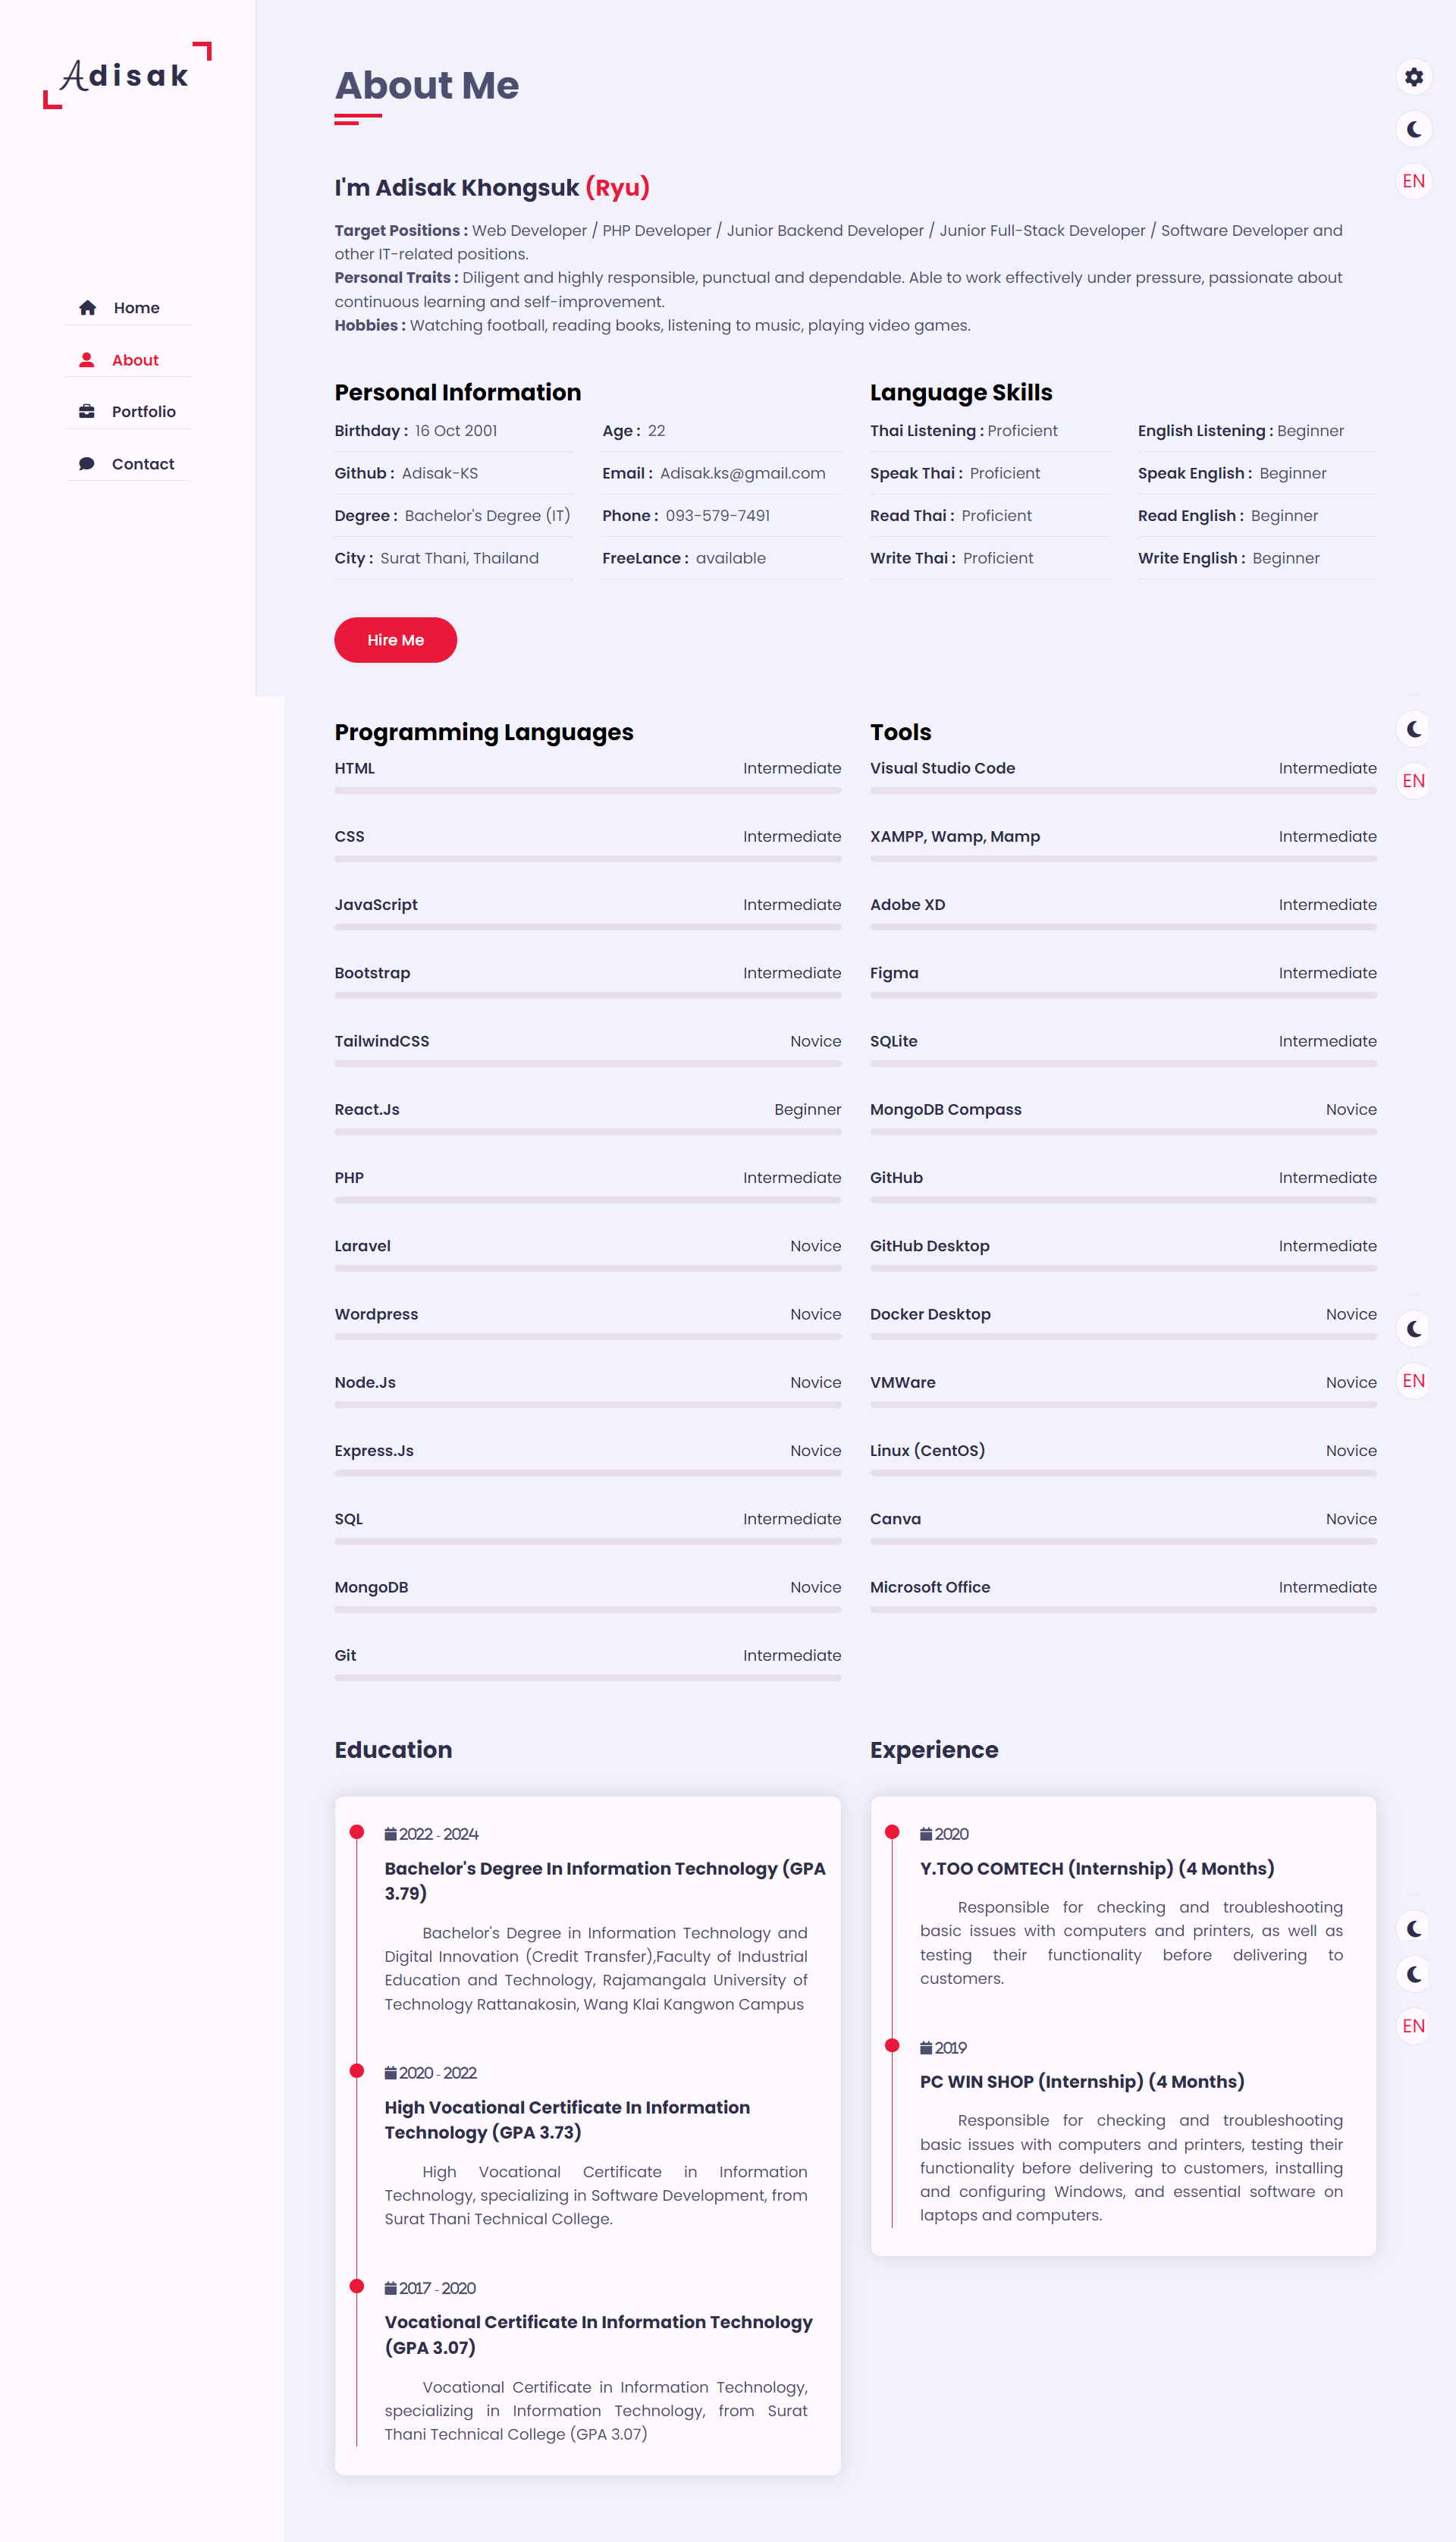 Adisak
Home
About
Portfolio
Contact
About Me
EN
I'm Adisak Khongsuk (Ryu)
Target Positions : Web Developer / PHP Developer / Junior Backend Developer / Junior Full-Stack Developer / Software Developer and
other IT-related positions.
Personal Traits : Diligent and highly responsible, punctual and dependable. Able to work effectively under pressure, passionate about
continuous learning and self-improvement.
Hobbies : Watching football, reading books, listening to music, playing video games.
Personal Information
Birthday : 16 Oct 2001
Age : 22
Github : Adisak-KS
Email : Adisak.ks@gmail.com
Degree : Bachelor's Degree (IT)
Phone : 093-579-7491
City : Surat Thani, Thailand
FreeLance : available
Language Skills
Thai Listening : Proficient
English Listening : Beginner
Speak Thai : Proficient
Speak English : Beginner
Read Thai : Proficient
Read English : Beginner
Write Thai : Proficient
Write English : Beginner
Hire Me
Programming Languages
HTML Intermediate
CSS Intermediate
JavaScript Intermediate
Bootstrap Intermediate
TailwindCSS Novice
React.Js Beginner
PHP Intermediate
Laravel Novice
Wordpress Novice
Node.Js Novice
Express.Js Novice
SQL Intermediate
MongoDB Novice
Git Intermediate
Tools
Visual Studio Code Intermediate
XAMPP, Wamp, Mamp Intermediate
Adobe XD Intermediate
Figma Intermediate
SQLite Intermediate
MongoDB Compass Novice
GitHub Intermediate
GitHub Desktop Intermediate
Docker Desktop Novice
VMWare Novice
Linux (CentOS) Novice
Canva Novice
Microsoft Office Intermediate
EN
EN
Education
2022 - 2024
Bachelor's Degree In Information Technology (GPA
3.79)
Bachelor's Degree in Information Technology and
Digital Innovation (Credit Transfer),Faculty of Industrial
Education and Technology, Rajamangala University of
Technology Rattanakosin, Wang Klai Kangwon Campus
2020 - 2022
High Vocational Certificate In Information
Technology (GPA 3.73)
High Vocational Certificate in Information
Technology, specializing in Software Development, from
Surat Thani Technical College.
2017 - 2020
Vocational Certificate In Information Technology
(GPA 3.07)
Vocational Certificate in Information Technology,
specializing in Information Technology, from Surat
Thani Technical College (GPA 3.07)
Experience
2020
Y.TOO COMTECH (Internship) (4 Months)
Responsible for checking and troubleshooting
basic issues with computers and printers, as well as
testing their functionality before delivering to
customers.
2019
PC WIN SHOP (Internship) (4 Months)
Responsible for checking and troubleshooting
basic issues with computers and printers, testing their
functionality before delivering to customers, installing
and configuring Windows, and essential software on
laptops and computers.
EN